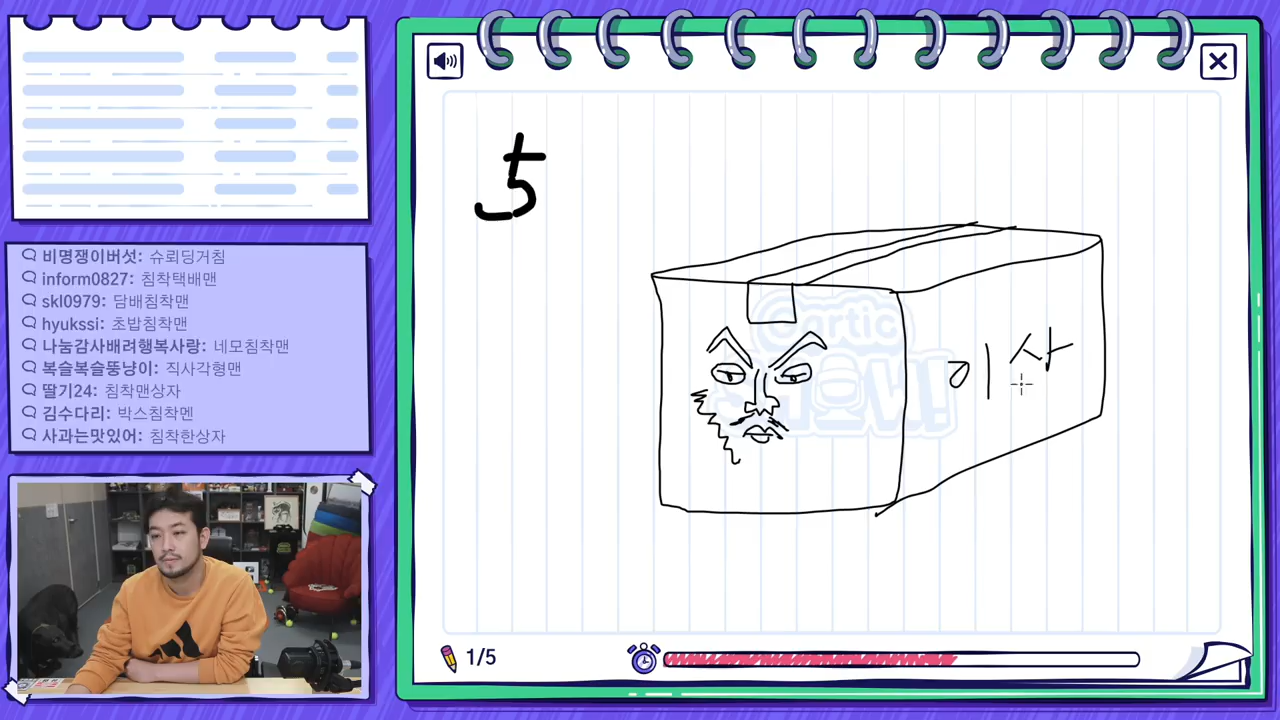 5
이사
gartic
SHOW!
비명쟁이버섯: 슈뢰딩거침
inform0827: 침착택배맨
skl0979: 담배침착맨
hyukssi: 초밥침착맨
나눔감사배려행복사랑: 네모침착맨
복슬복슬뚱냥이: 직사각형맨
딸기24: 침착맨상자
김수다리: 박스침착멘
사과는맛있어: 침착한상자
1/5